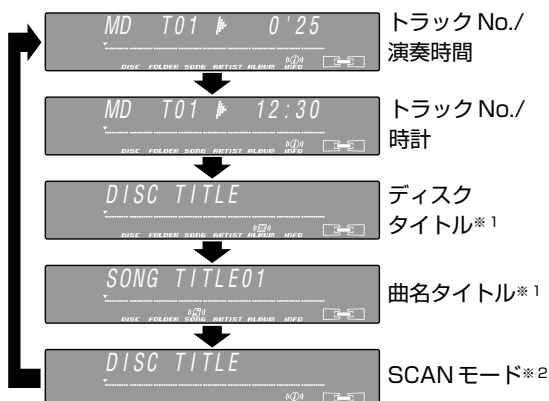 MD T01 0'25
DISC FOLDER SONG ARTIST ALBUM INFO
トラックNo./
演奏時間
MD T01 12:30
DISC FOLDER SONG ARTIST ALBUM INFO
トラックNo./
時計
DISC TITLE
DISC FOLDER SONG ARTIST ALBUM INFO
ディスク
タイトル※1
SONG TITLE01
DISC FOLDER SONG ARTIST ALBUM INFO
曲名タイトル※1
DISC TITLE
SCANモード※2